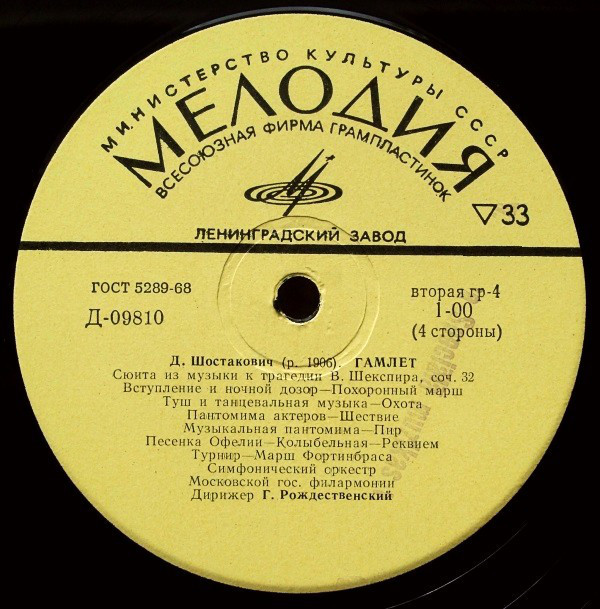 МИНИСТЕРСТВО КУЛЬТУРЫ СССР
МЕЛОДИЯ
ВСЕСОЮЗНАЯ ФИРМА ГРАМПЛАСТИНОК
▽33
ЛЕНИНГРАДСКИЙ ЗАВОД
ГОСТ 5289-68
Д-09810
вторая гр-4
1-00
(4 стороны)
Д. Шостакович (р. 1906). ГАМЛЕТ
Сюита из музыки к трагедии В. Шекспира, соч. 32
Вступление и ночной дозор—Похоронный марш
Туш и танцевальная музыка—Охота
Пантомима актеров—Шествие
Музыкальная пантомима—Пир
Песенка Офелии—Колыбельная—Реквием
Турнир—Марш Фортинбраса
Симфонический оркестр
Московской гос. филармонии
Дирижер Г. Рождественский